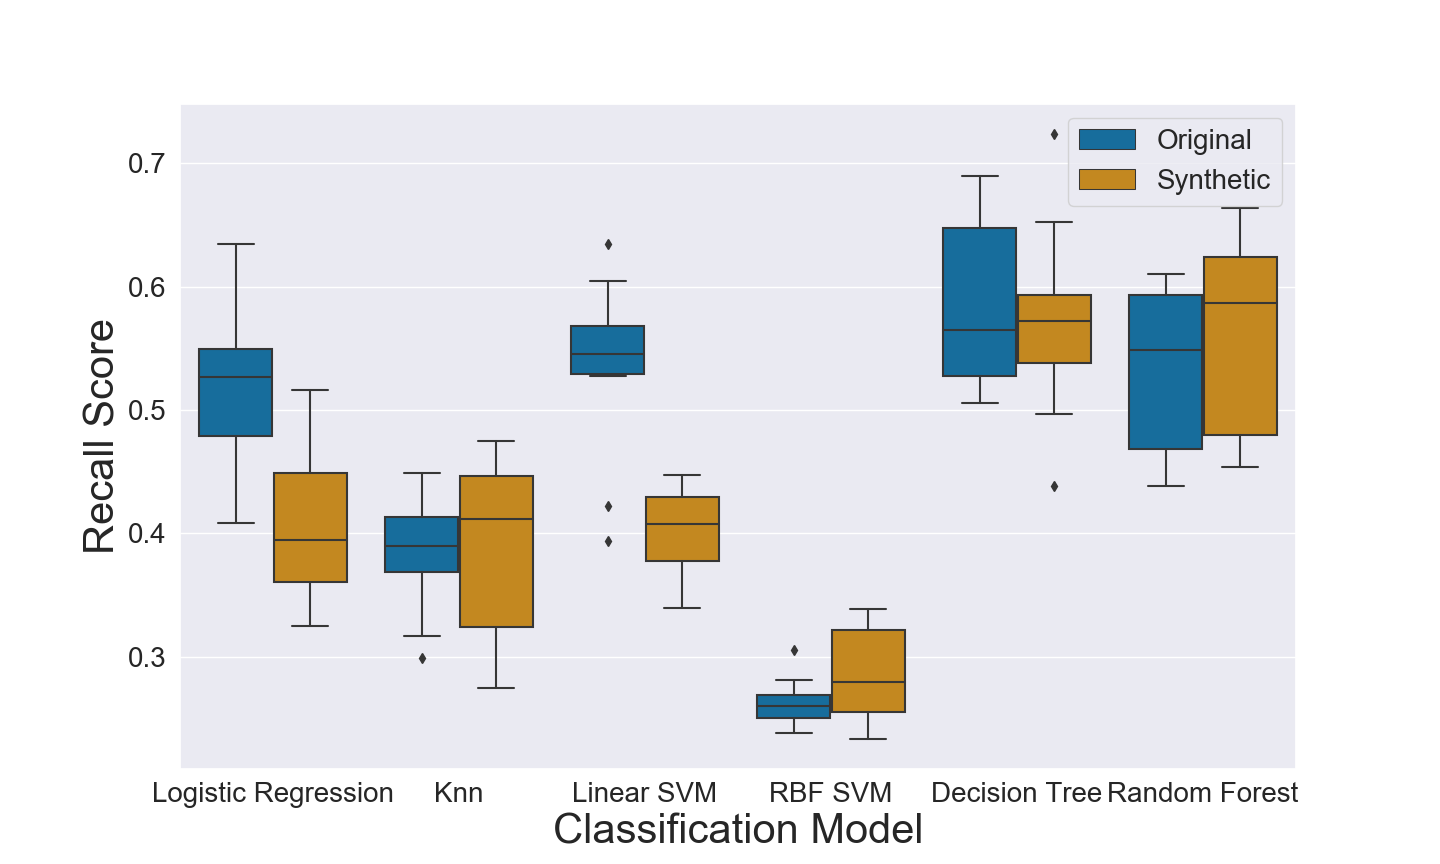 Original
Synthetic
0.7
0.6
0.5
0.4
0.3
Recall Score
Logistic Regression Knn Linear SVM RBF SVM Decision Tree Random Forest
Classification Model